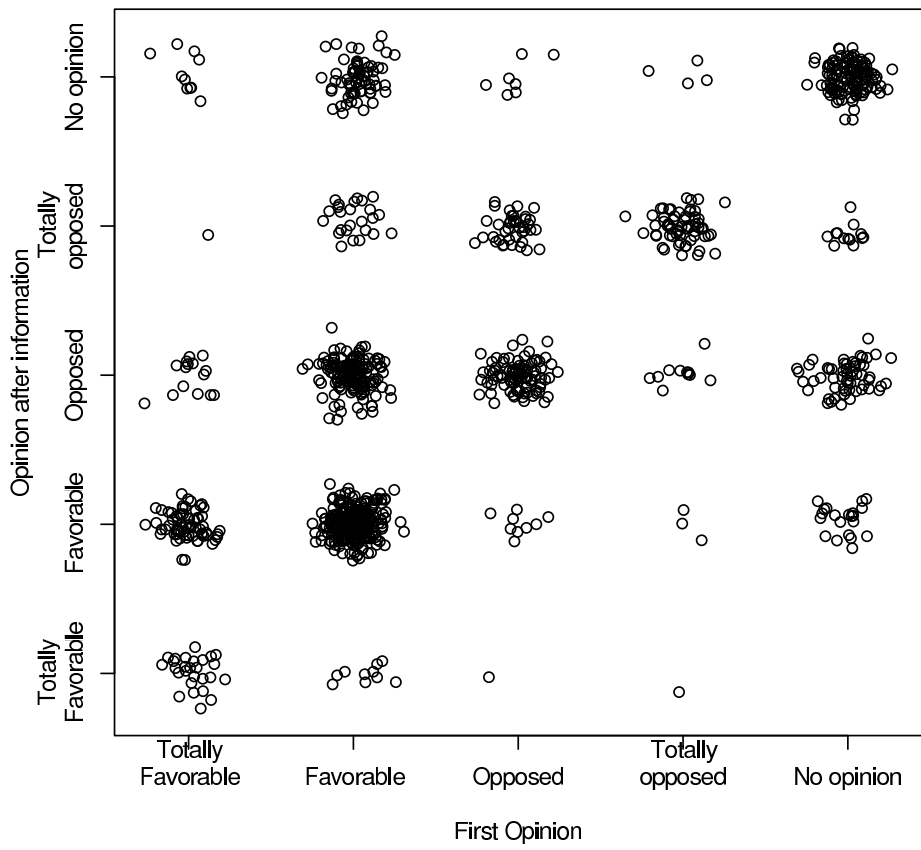 Opinion after information
No opinion
Totally
opposed
Opposed
Favorable
Totally
Favorable
Totally
Favorable
Favorable
Opposed
Totally
opposed
No opinion
First Opinion